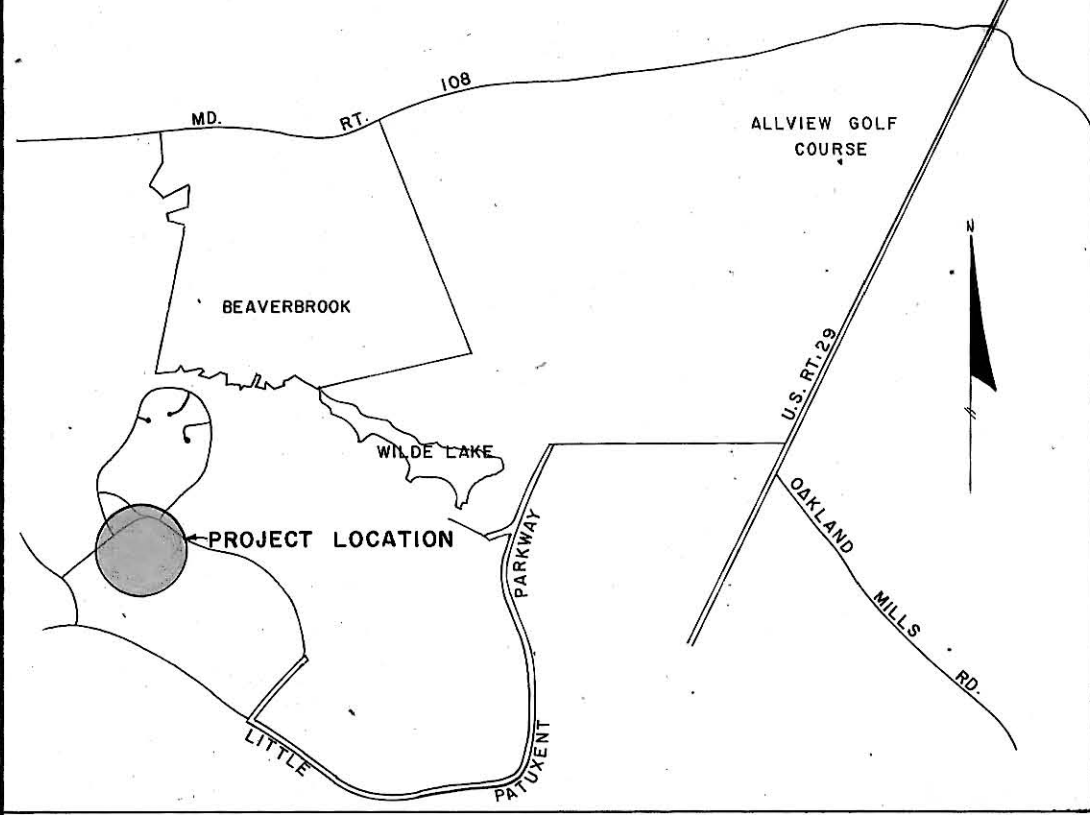 MD. RT. 108
ALLVIEW GOLF
COURSE
N
BEAVERBROOK
U.S. RT. 29
WILDE LAKE
OAKLAND MILLS RD.
PROJECT LOCATION
LITTLE PATUXENT PARKWAY